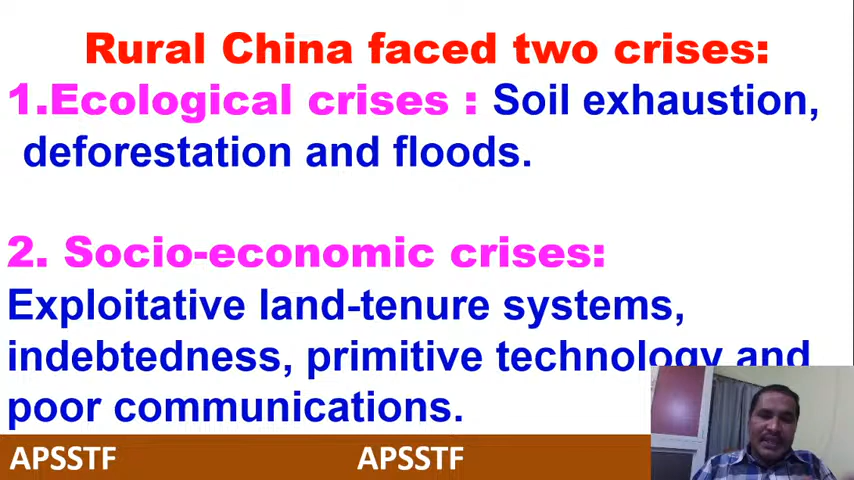 Rural China faced two crises:
1.Ecological crises : Soil exhaustion,
deforestation and floods.
2. Socio-economic crises:
Exploitative land-tenure systems,
indebtedness, primitive technology and
poor communications.
APSSTF APSSTF